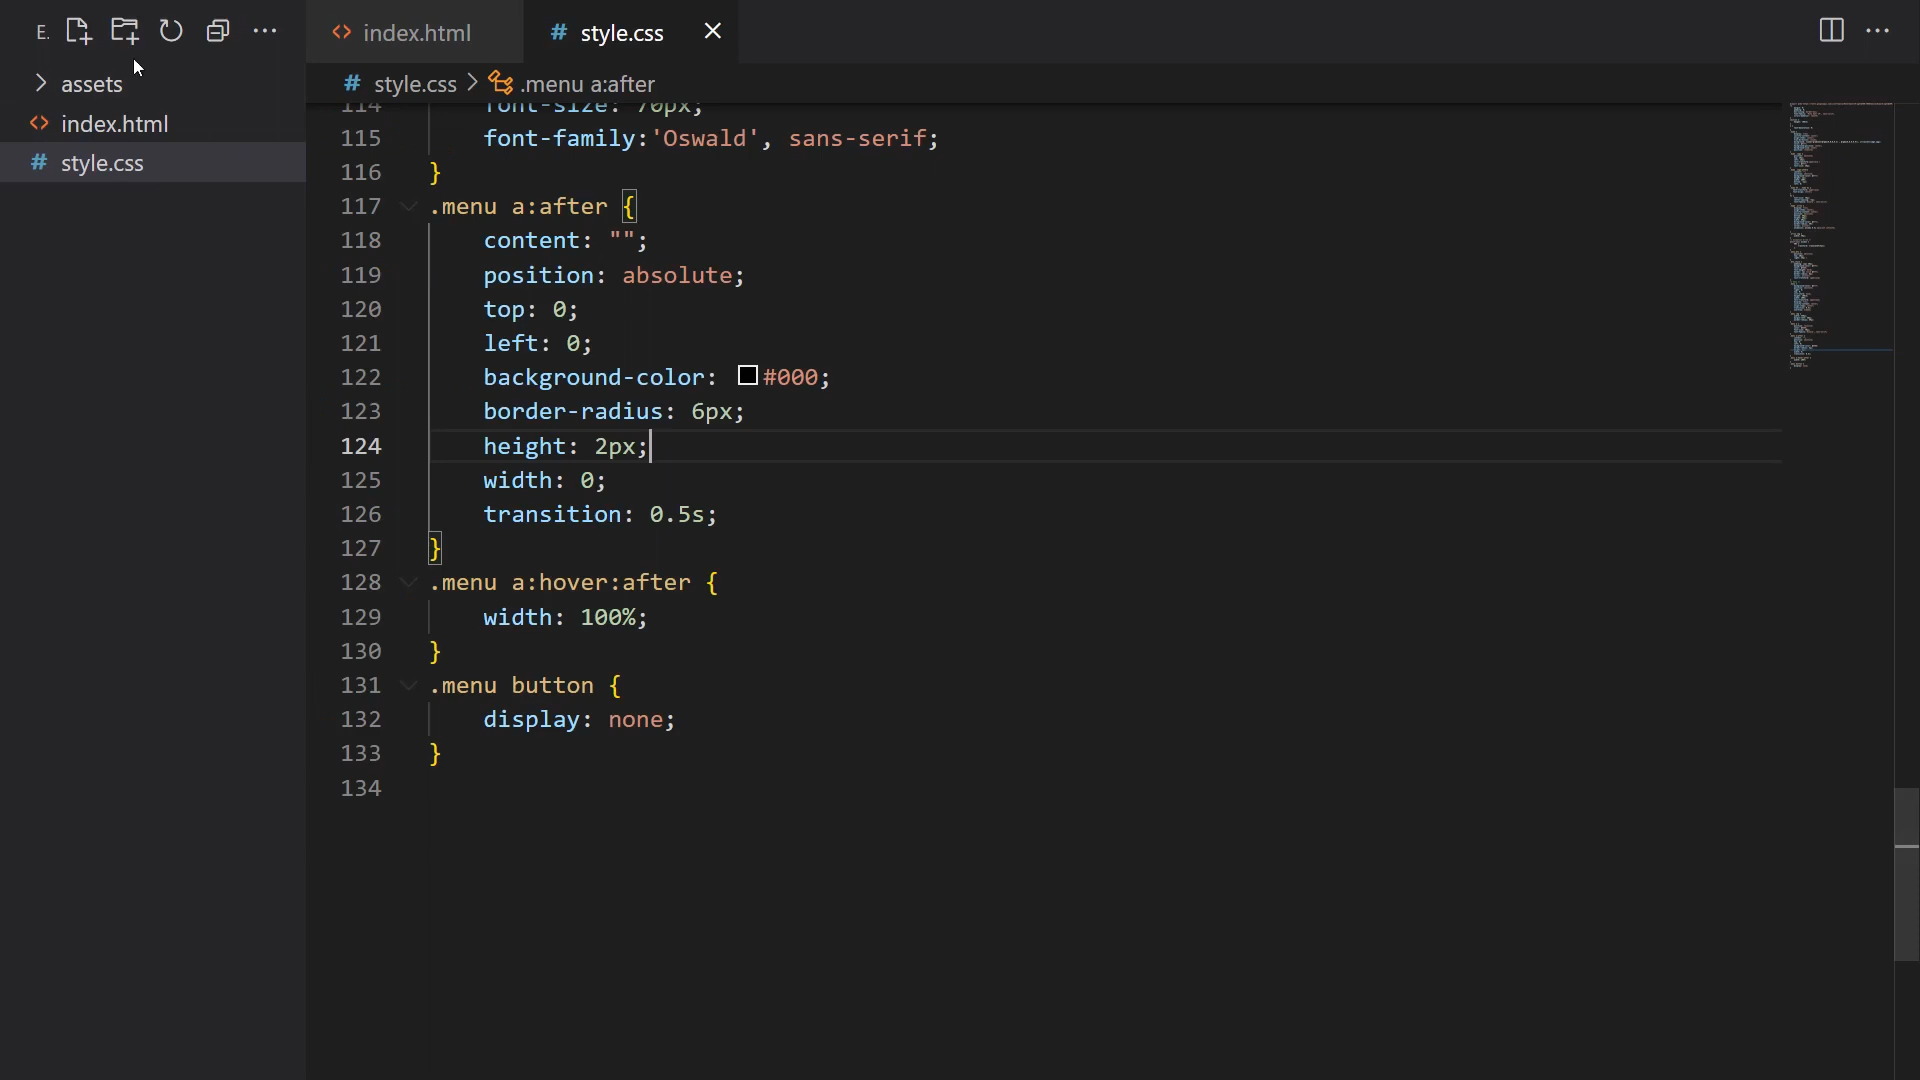 E.
assets
index.html
style.css
index.html
# style.css
# style.css > .menu a:after
114 font-size: 70px;
115 font-family:'Oswald', sans-serif;
116 }
117 .menu a:after {
118 content: "";
119 position: absolute;
120 top: 0;
121 left: 0;
122 background-color: #000;
123 border-radius: 6px;
124 height: 2px;
125 width: 0;
126 transition: 0.5s;
127 }
128 .menu a:hover:after {
129 width: 100%;
130 }
131 .menu button {
132 display: none;
133 }
134